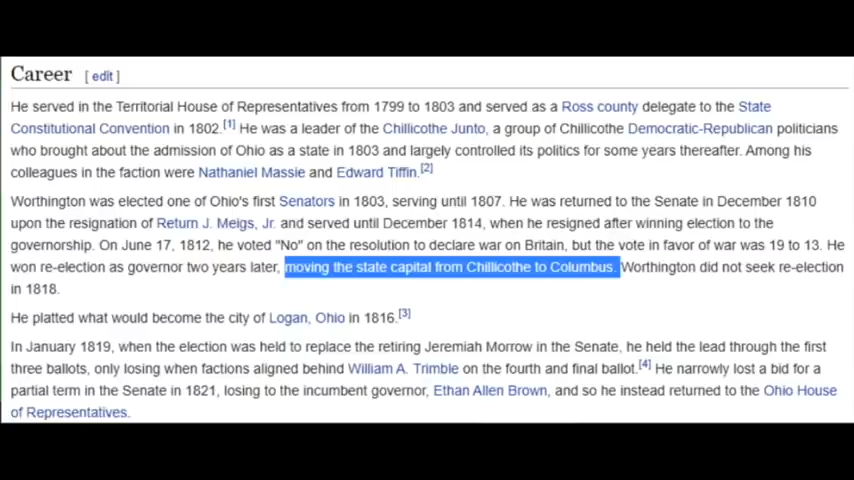 Career [ edit ]
He served in the Territorial House of Representatives from 1799 to 1803 and served as a Ross county delegate to the State
Constitutional Convention in 1802.[1] He was a leader of the Chillicothe Junto, a group of Chillicothe Democratic-Republican politicians
who brought about the admission of Ohio as a state in 1803 and largely controlled its politics for some years thereafter. Among his
colleagues in the faction were Nathaniel Massie and Edward Tiffin.[2]
Worthington was elected one of Ohio's first Senators in 1803, serving until 1807. He was returned to the Senate in December 1810
upon the resignation of Return J. Meigs, Jr. and served until December 1814, when he resigned after winning election to the
governorship. On June 17, 1812, he voted "No" on the resolution to declare war on Britain, but the vote in favor of war was 19 to 13. He
won re-election as governor two years later, moving the state capital from Chillicothe to Columbus. Worthington did not seek re-election
in 1818.
He platted what would become the city of Logan, Ohio in 1816.[3]
In January 1819, when the election was held to replace the retiring Jeremiah Morrow in the Senate, he held the lead through the first
three ballots, only losing when factions aligned behind William A. Trimble on the fourth and final ballot.[4] He narrowly lost a bid for a
partial term in the Senate in 1821, losing to the incumbent governor, Ethan Allen Brown, and so he instead returned to the Ohio House
of Representatives.